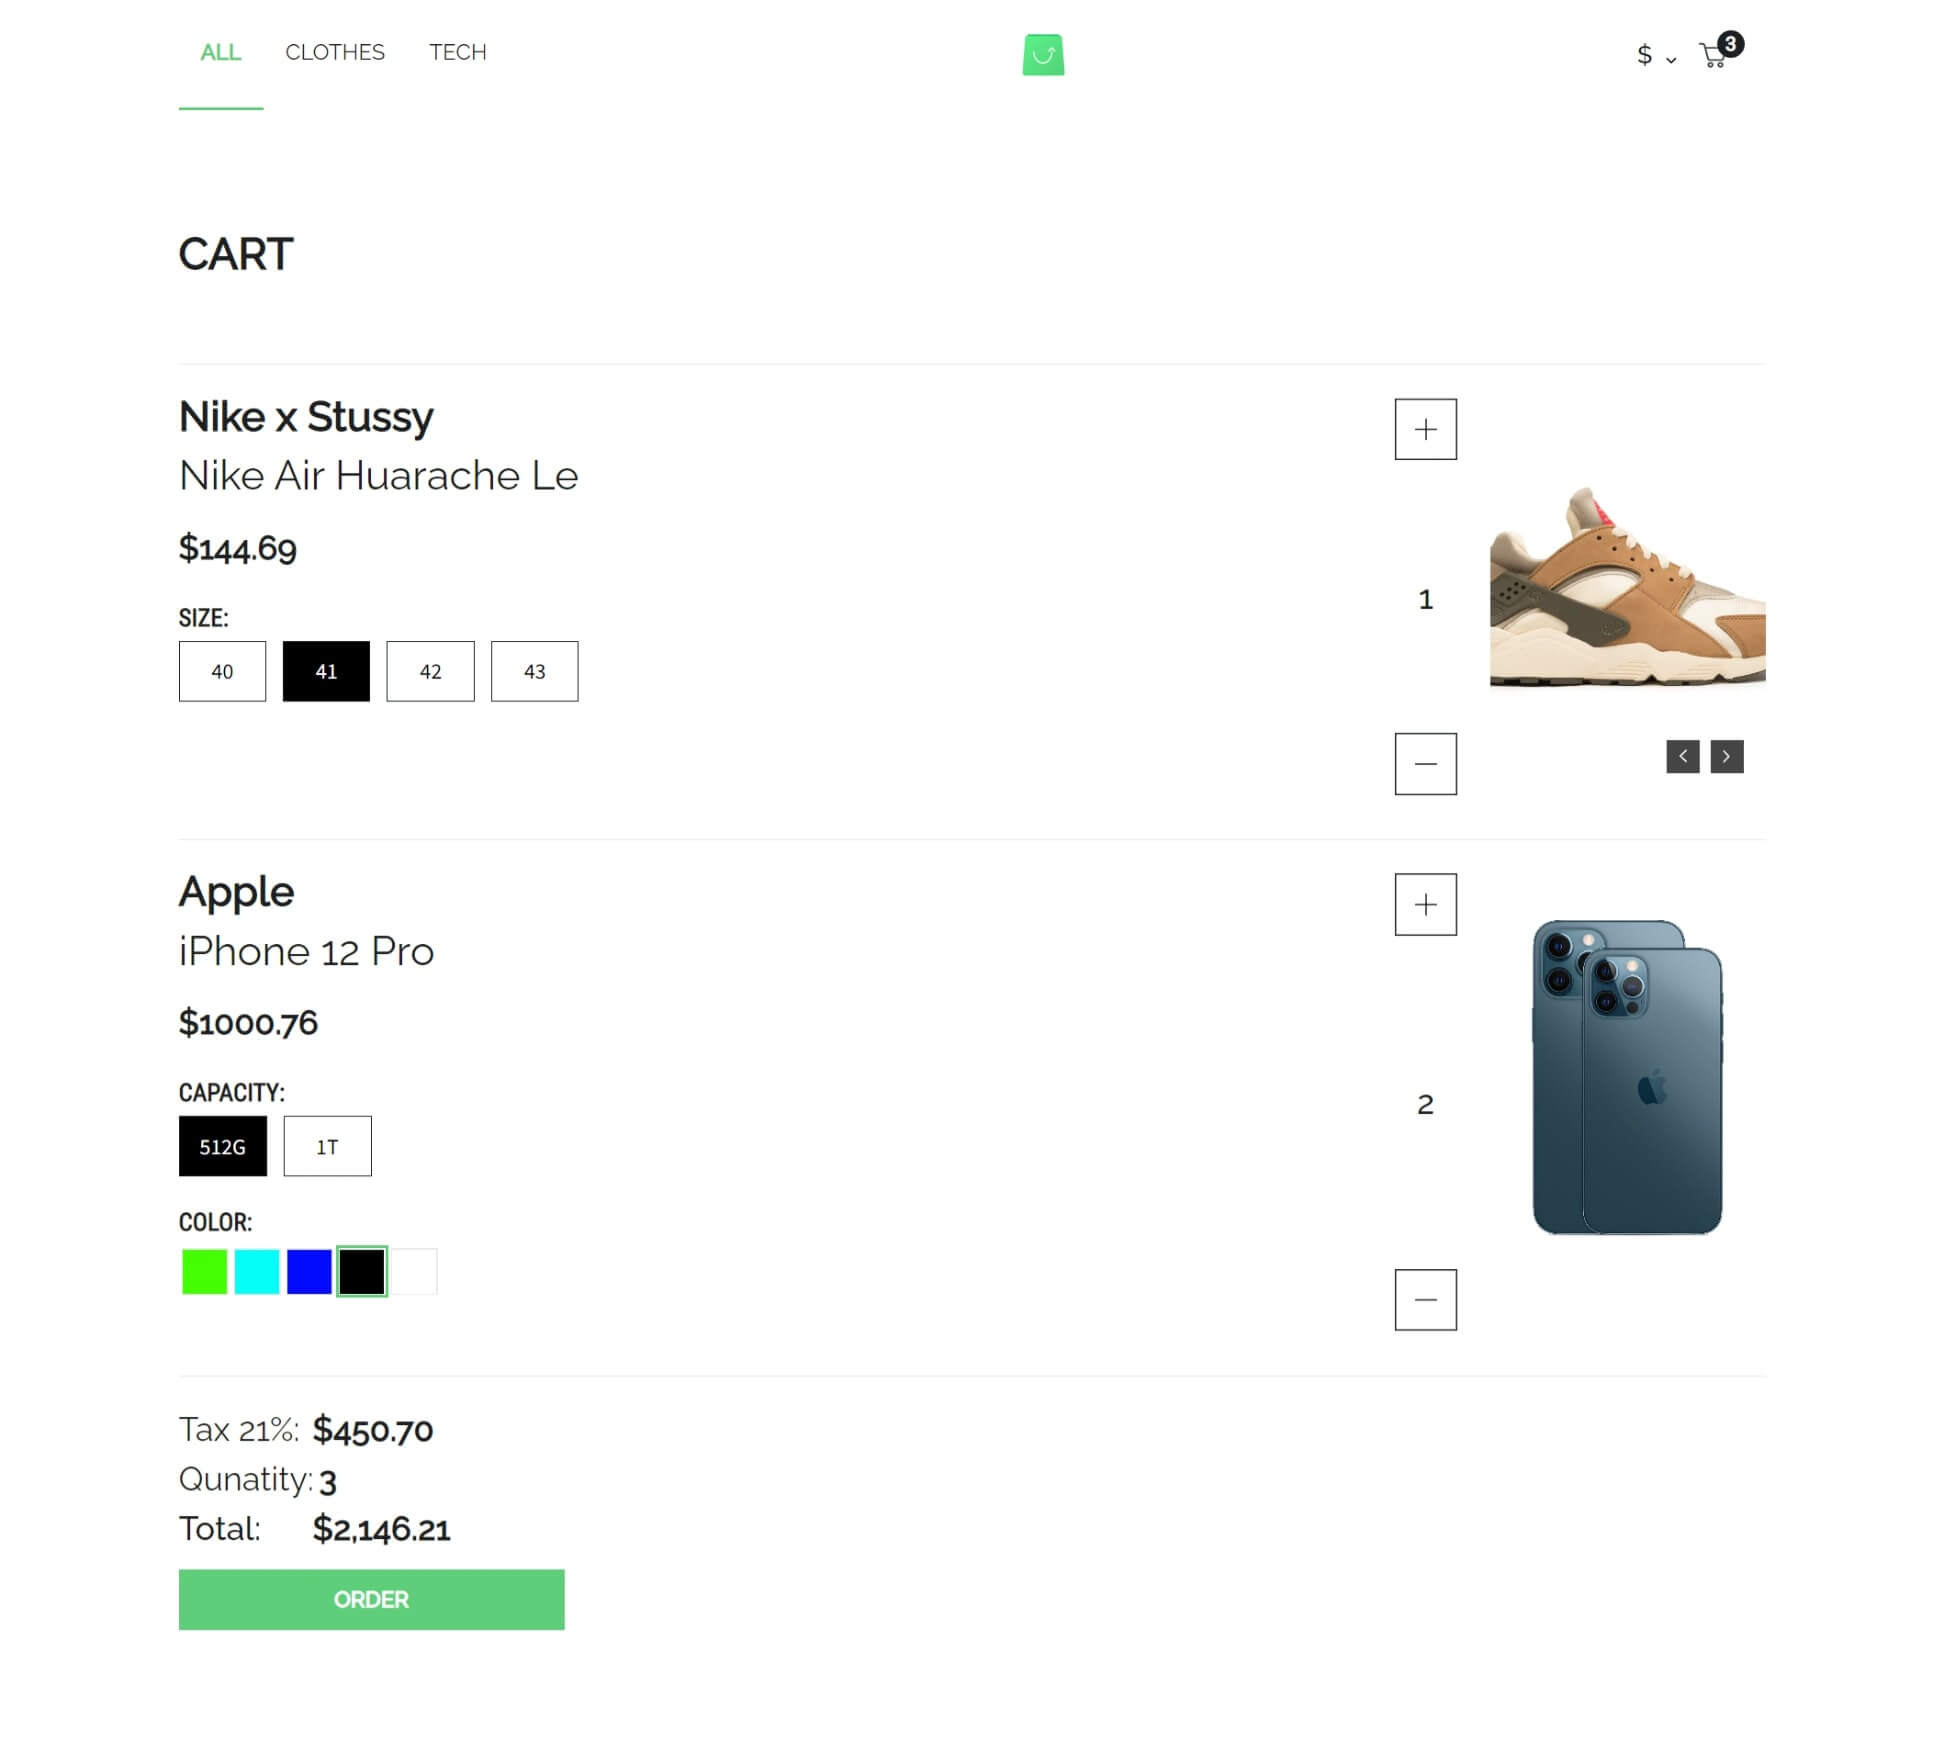 ALL CLOTHES TECH $ 3
CART
Nike x Stussy
Nike Air Huarache Le
$144.69
SIZE:
40 41 42 43
1
Apple
iPhone 12 Pro
$1000.76
CAPACITY:
512G 1T
2
COLOR:
Tax 21%: $450.70
Qunatity: 3
Total: $2,146.21
ORDER